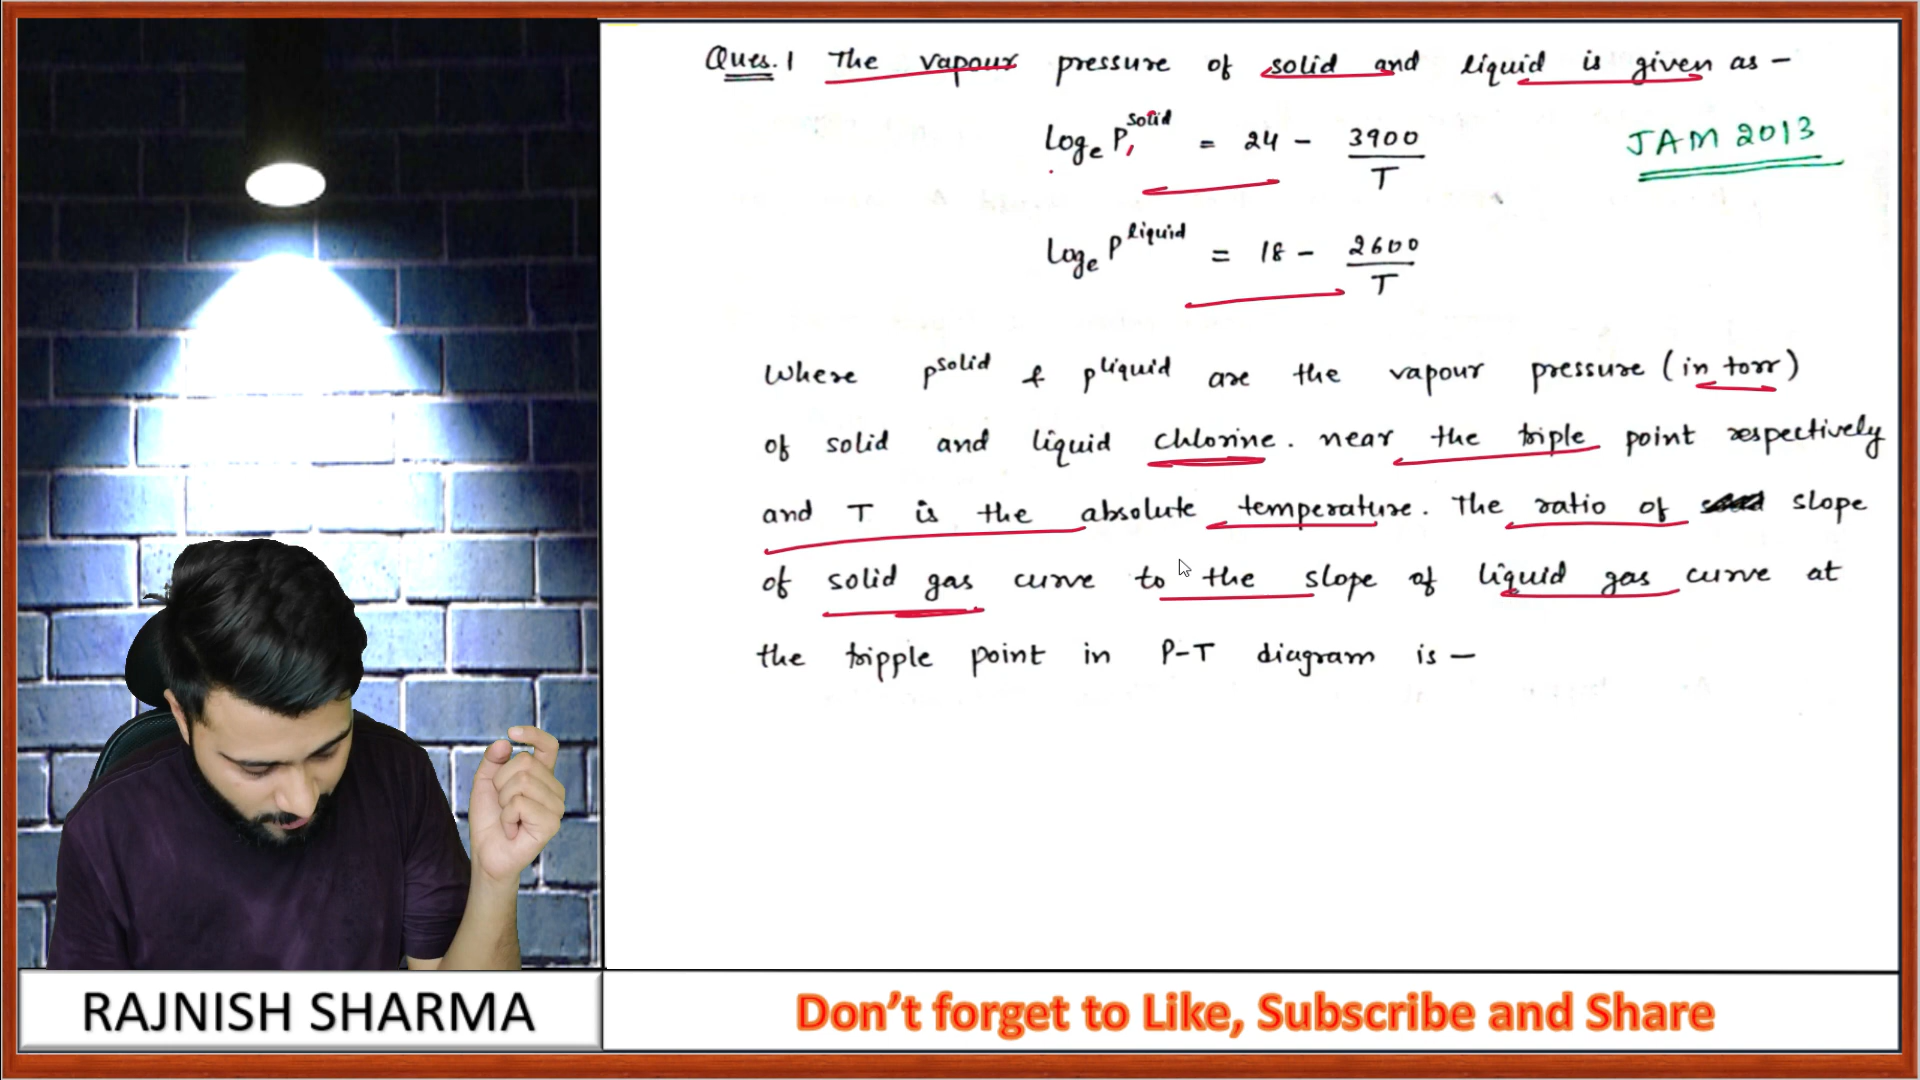 Ques.1 The vapour pressure of solid and liquid is given as -
logₑ P₁^solid = 24 - 3900/T
JAM 2013
logₑ P^liquid = 18 - 2600/T
Where P^solid & P^liquid are the vapour pressure (in torr)
of solid and liquid chlorine. near the triple point respectively
and T is the absolute temperature. The ratio of slope
of solid gas curve to the slope of liquid gas curve at
the tripple point in P-T diagram is -
RAJNISH SHARMA
Don't forget to Like, Subscribe and Share